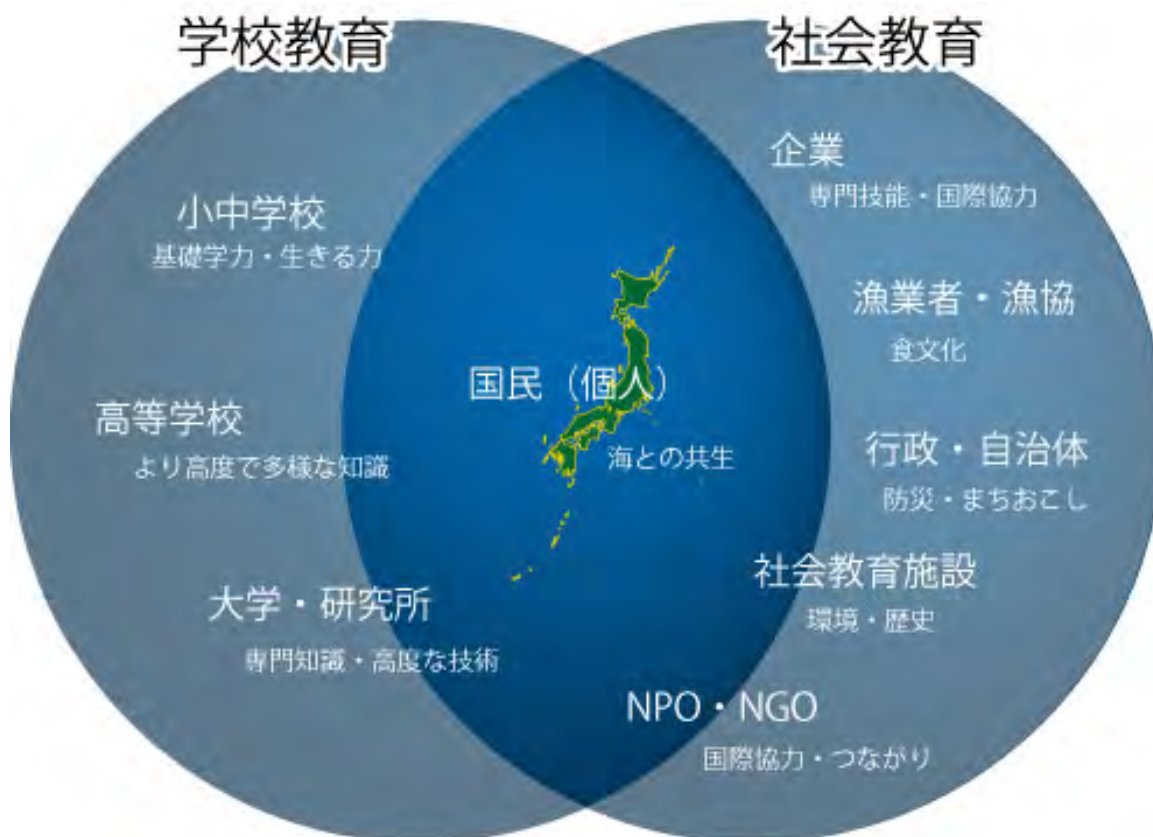 学校教育
社会教育
小中学校
基礎学力・生きる力
高等学校
より高度で多様な知識
大学・研究所
専門知識・高度な技術
国民（個人）
海との共生
企業
専門技能・国際協力
漁業者・漁協
食文化
行政・自治体
防災・まちおこし
社会教育施設
環境・歴史
NPO・NGO
国際協力・つながり